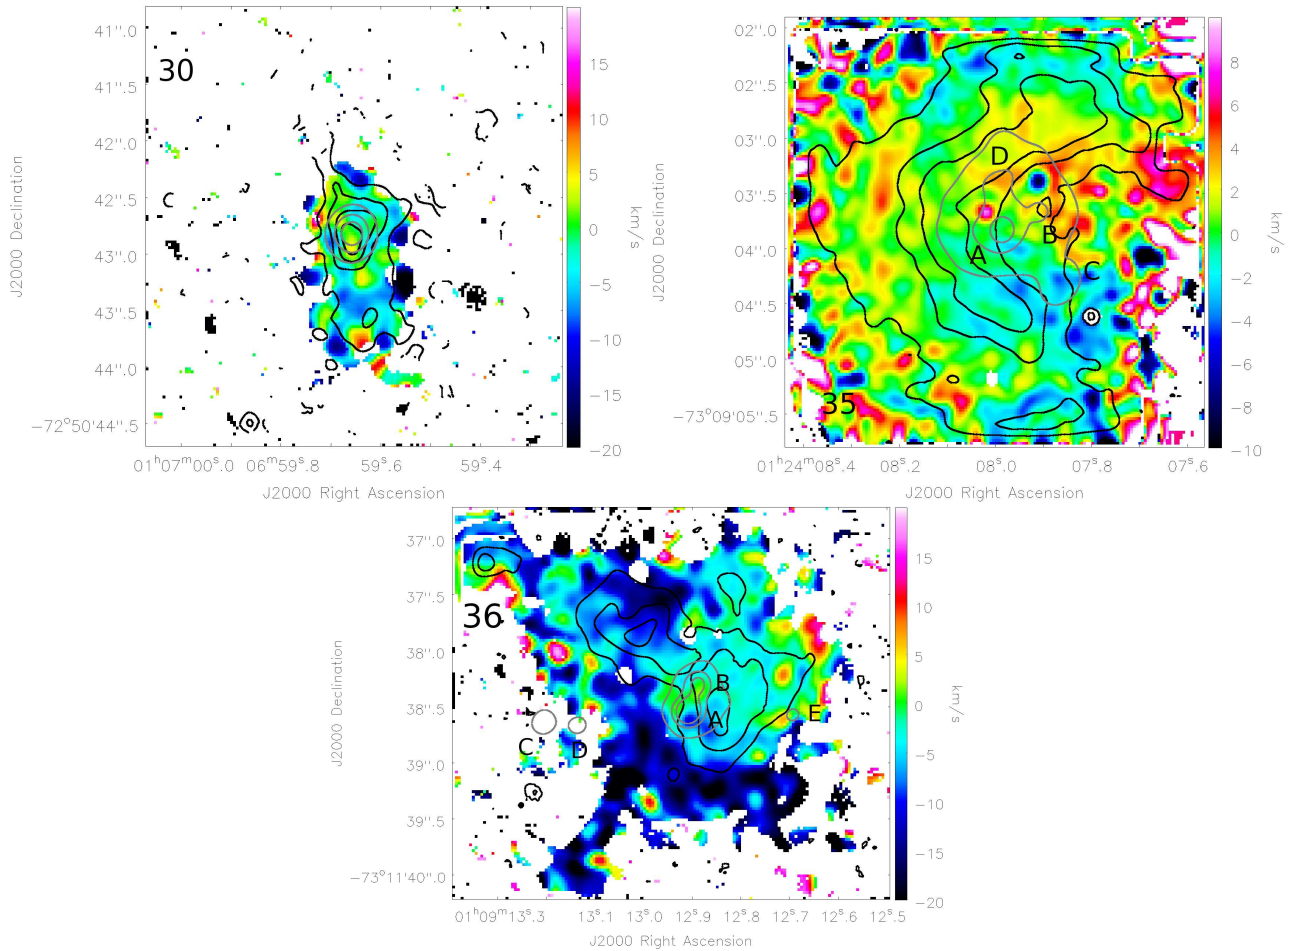 30
41".0
41".5
42".0
42".5
43".0
43".5
44".0
−72°50'44".5
J2000 Declination
01ʰ07ᵐ00ˢ.0
06ᵐ59ˢ.8
59ˢ.6
59ˢ.4
J2000 Right Ascension
15
10
5
0
−5
−10
−15
−20
km/s
35
02".0
02".5
03".0
03".5
04".0
04".5
05".0
−73°09'05".5
J2000 Declination
01ʰ24ᵐ08ˢ.4
08ˢ.2
08ˢ.0
07ˢ.8
07ˢ.6
J2000 Right Ascension
D
B
A
C
8
6
4
2
0
−2
−4
−6
−8
−10
km/s
36
37".0
37".5
38".0
38".5
39".0
39".5
−73°11'40".0
J2000 Declination
01ʰ09ᵐ13ˢ.3
13ˢ.1
13ˢ.0
12ˢ.9
12ˢ.8
12ˢ.7
12ˢ.6
12ˢ.5
J2000 Right Ascension
B
A
E
C
D
15
10
5
0
−5
−10
−15
−20
km/s